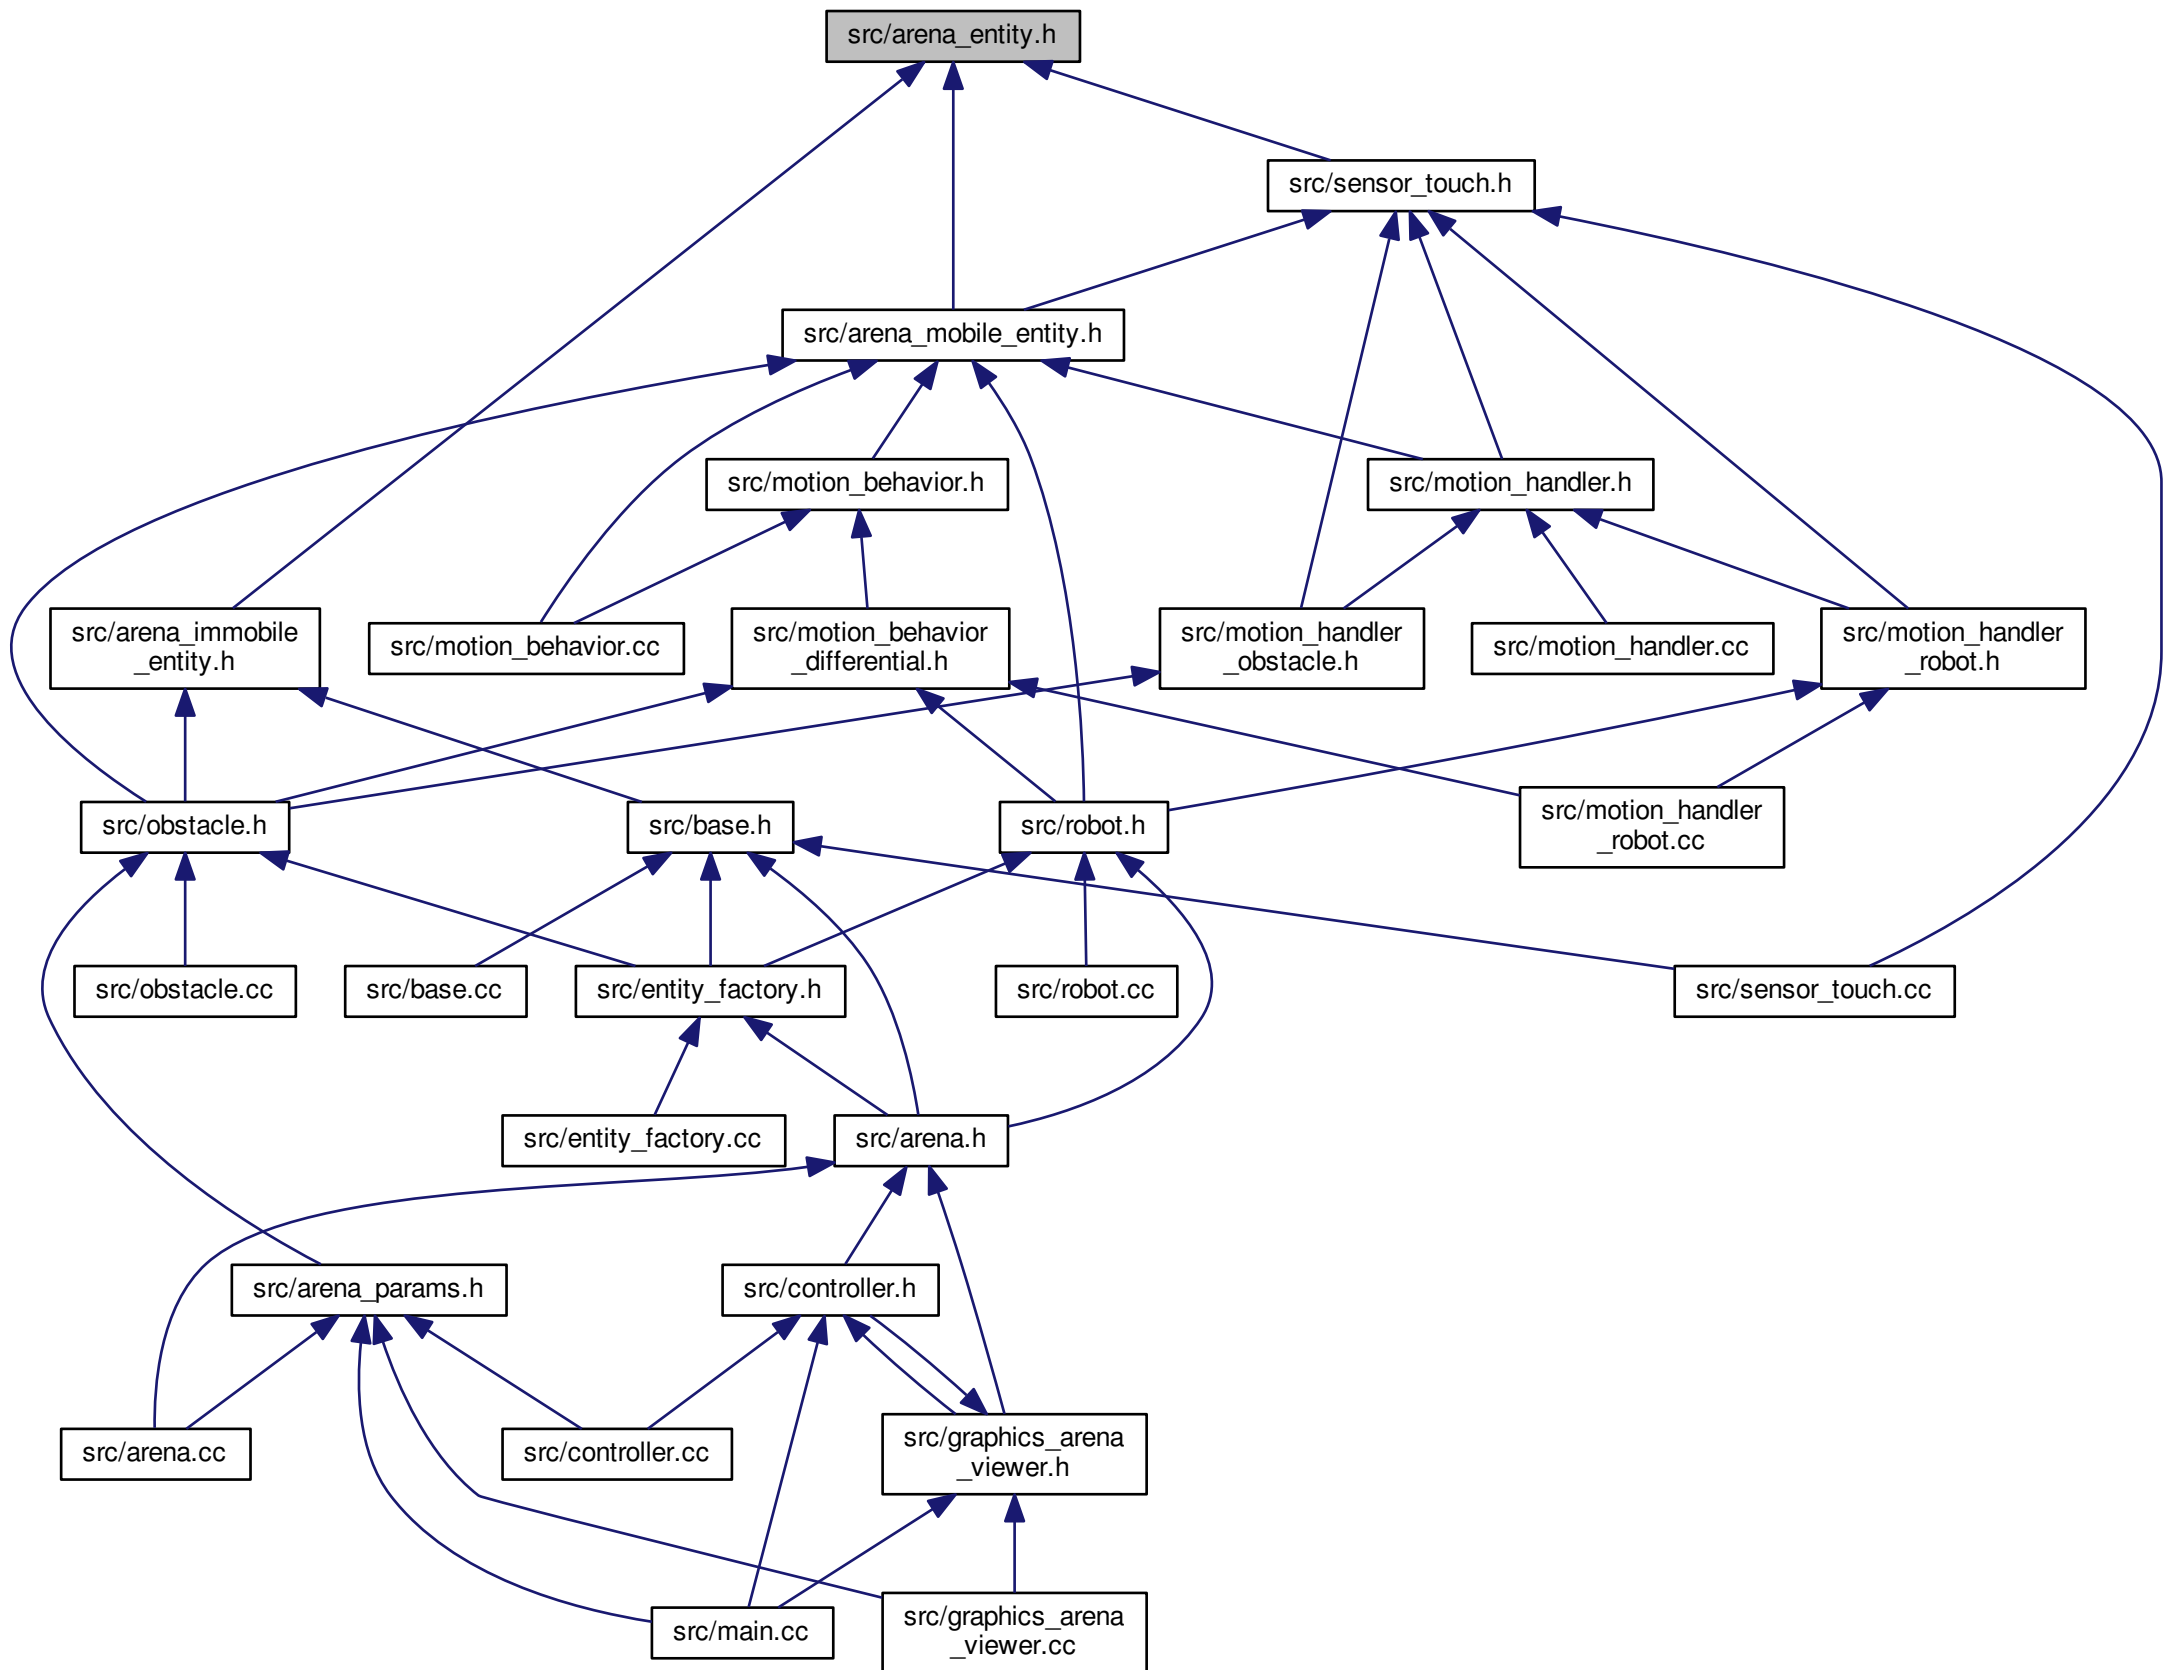 src/arena_entity.h
src/sensor_touch.h
src/arena_mobile_entity.h
src/motion_behavior.h
src/motion_handler.h
src/arena_immobile
_entity.h
src/motion_behavior.cc
src/motion_behavior
_differential.h
src/motion_handler
_obstacle.h
src/motion_handler.cc
src/motion_handler
_robot.h
src/obstacle.h
src/base.h
src/robot.h
src/motion_handler
_robot.cc
src/obstacle.cc
src/base.cc
src/entity_factory.h
src/robot.cc
src/sensor_touch.cc
src/entity_factory.cc
src/arena.h
src/arena_params.h
src/controller.h
src/arena.cc
src/controller.cc
src/graphics_arena
_viewer.h
src/main.cc
src/graphics_arena
_viewer.cc